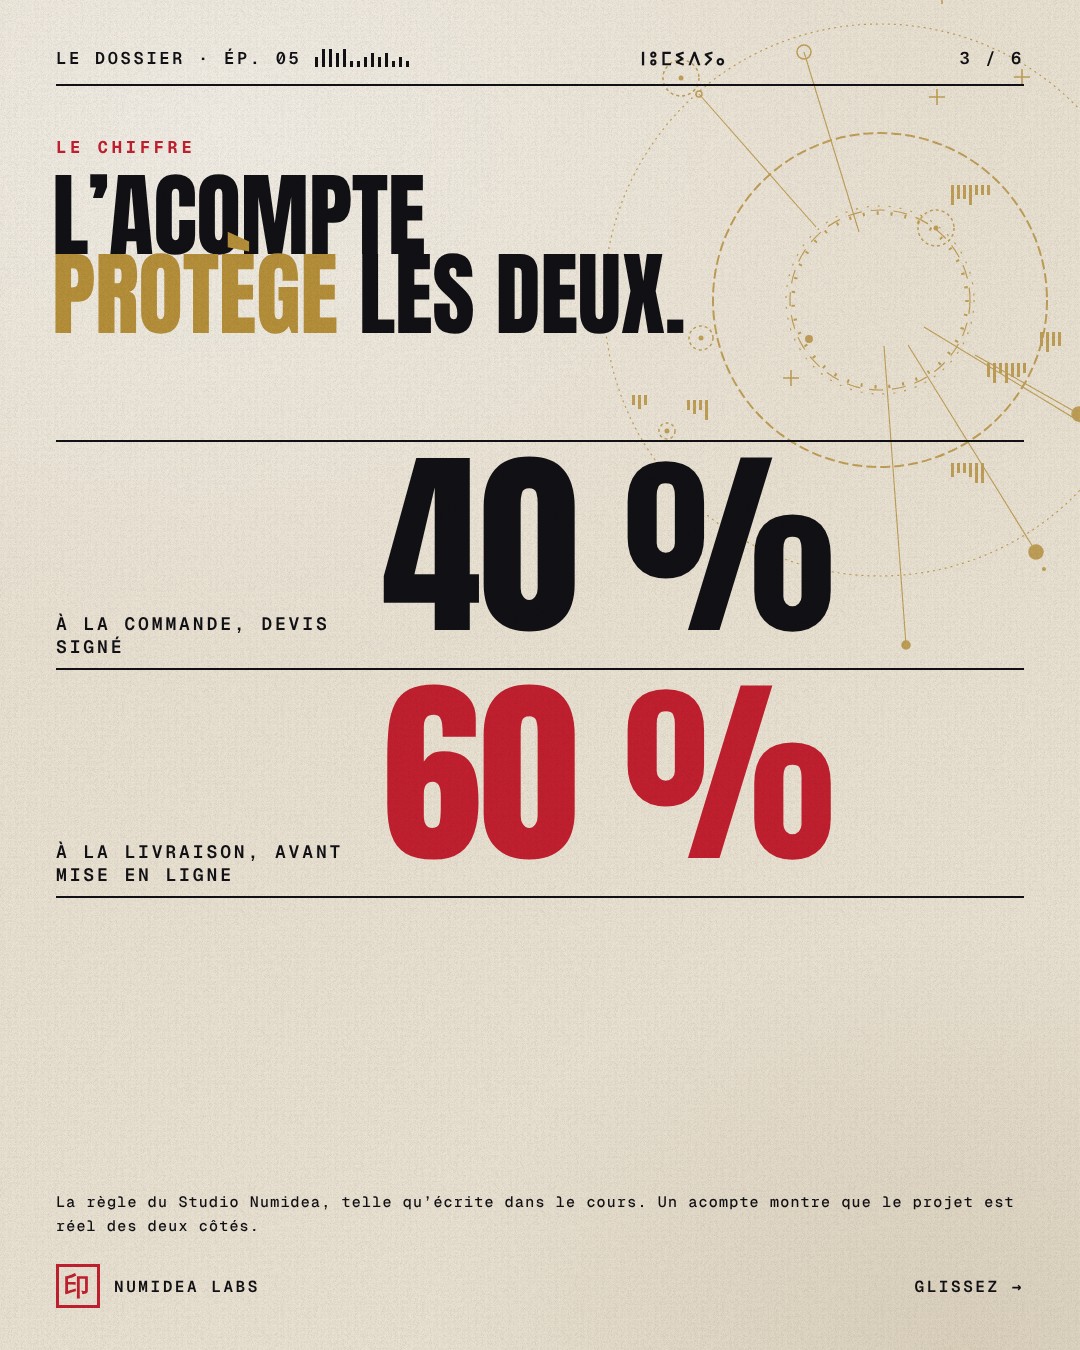 LE DOSSIER · ÉP. 05
ⵏⵓⵎⵉⴷⵢⴰ
3 / 6
LE CHIFFRE
L’ACOMPTE
PROTÈGE LES DEUX.
40 %
À LA COMMANDE, DEVIS
SIGNÉ
60 %
À LA LIVRAISON, AVANT
MISE EN LIGNE
La règle du Studio Numidea, telle qu’écrite dans le cours. Un acompte montre que le projet est
réel des deux côtés.
印 NUMIDEA LABS
GLISSEZ →